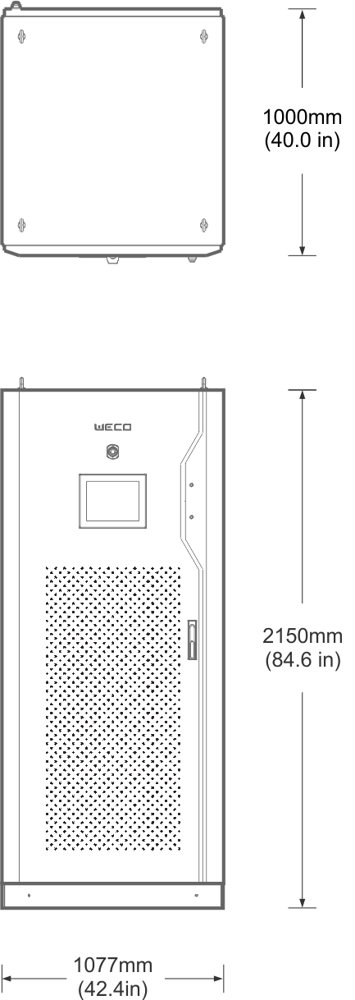 1000mm
(40.0 in)
WECO
2150mm
(84.6 in)
1077mm
(42.4in)